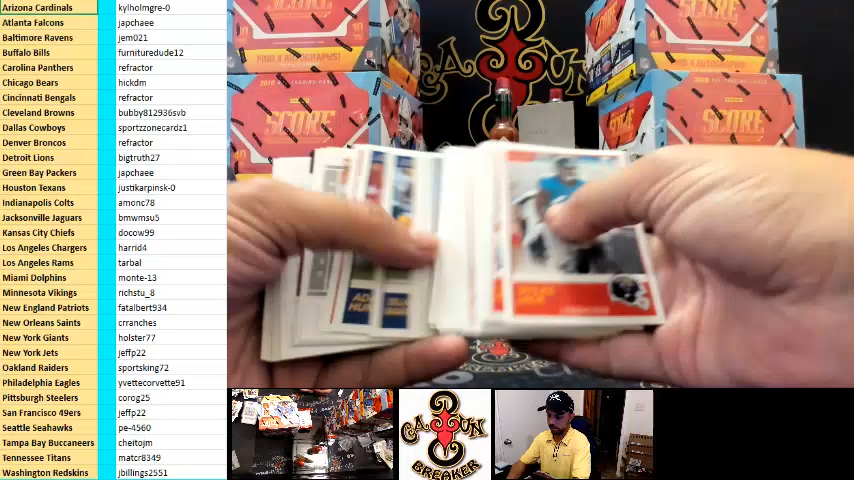 Arizona Cardinals kylholmgre-0
Atlanta Falcons japchaee
Baltimore Ravens jem021
Buffalo Bills furnituredude12
Carolina Panthers refractor
Chicago Bears hickdm
Cincinnati Bengals refractor
Cleveland Browns bubby812936svb
Dallas Cowboys sportzzonecardz1
Denver Broncos refractor
Detroit Lions bigtruth27
Green Bay Packers japchaee
Houston Texans justkarpinsk-0
Indianapolis Colts amonc78
Jacksonville Jaguars bmwmsu5
Kansas City Chiefs docow99
Los Angeles Chargers harrid4
Los Angeles Rams tarbal
Miami Dolphins monte-13
Minnesota Vikings richstu_8
New England Patriots fatalbert934
New Orleans Saints crranches
New York Giants holster77
New York Jets jeffp22
Oakland Raiders sportsking72
Philadelphia Eagles yvettecorvette91
Pittsburgh Steelers corog25
San Francisco 49ers jeffp22
Seattle Seahawks pe-4560
Tampa Bay Buccaneers cheitojm
Tennessee Titans matcr8349
Washington Redskins jbillings2551
SCORE
SCORE
SCORE
CAJUN
BREAKER